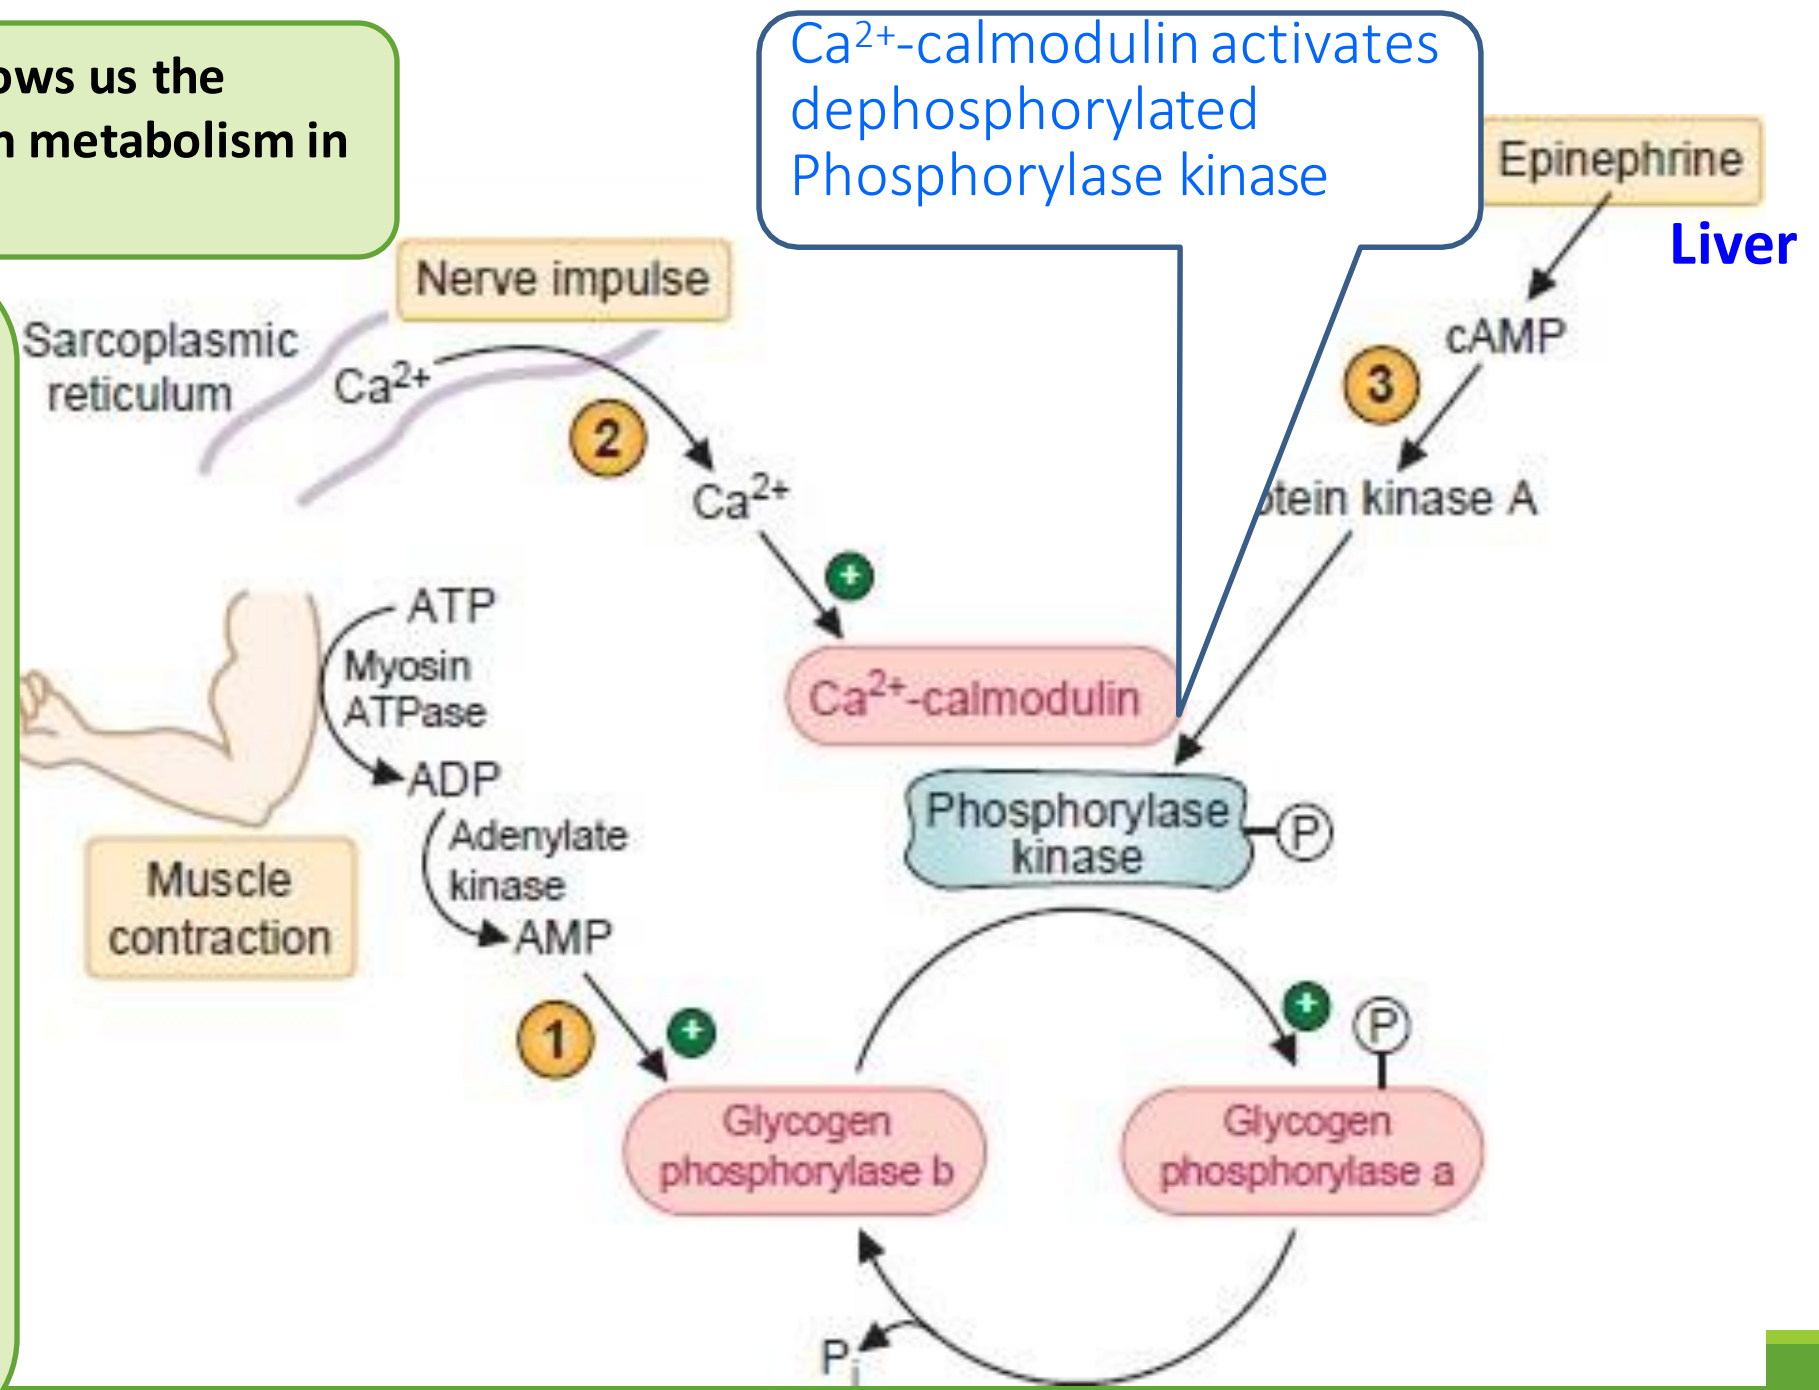 ows us the
n metabolism in
Ca²⁺-calmodulin activates
dephosphorylated
Phosphorylase kinase
Epinephrine
Liver
Nerve impulse
Sarcoplasmic
reticulum
Ca²⁺
cAMP
3
2
Ca²⁺
otein kinase A
+
ATP
Myosin
ATPase
ADP
Ca²⁺-calmodulin
Phosphorylase
kinase
P
Adenylate
kinase
AMP
Muscle
contraction
1
+
+
P
Glycogen
phosphorylase b
Glycogen
phosphorylase a
Pi